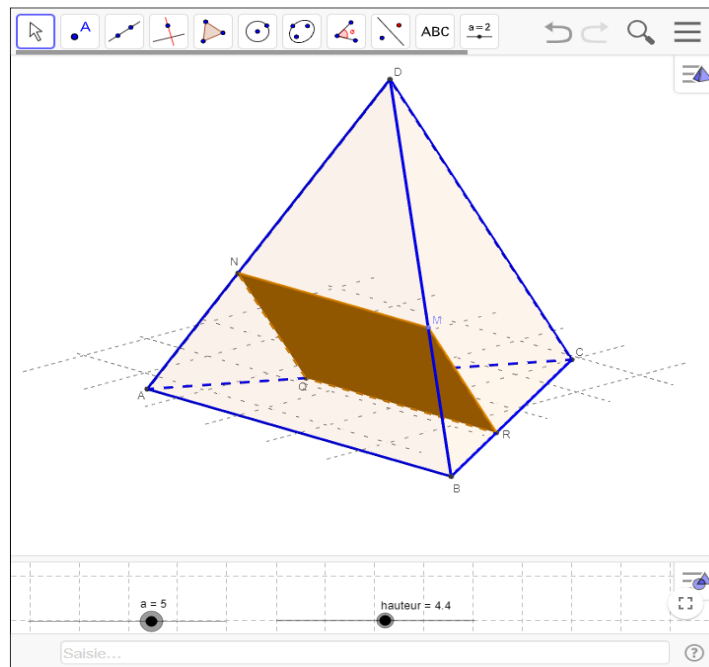 A
ABC
a = 2
D
N
M
C
A
Q
R
B
a = 5
hauteur = 4.4
Saisie...
?